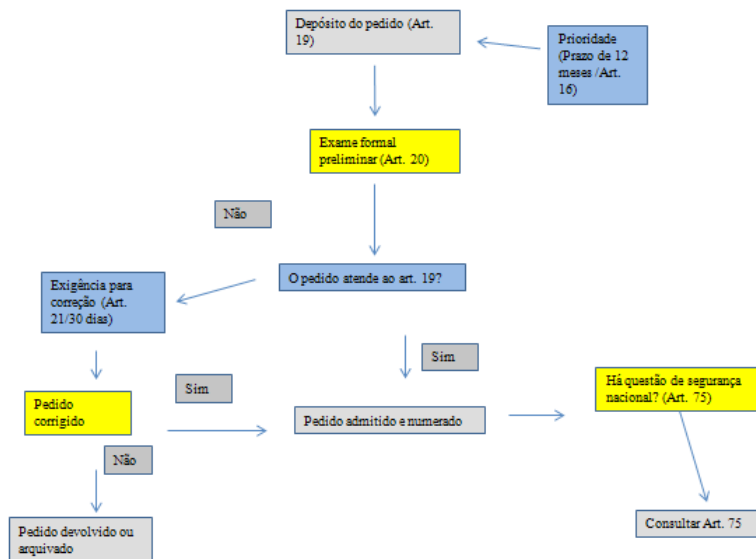 Depósito do pedido (Art.
19)
Prioridade
(Prazo de 12
meses /Art.
16)
Exame formal
preliminar (Art. 20)
Não
O pedido atende ao art. 19?
Exigência para
correção (Art.
21/30 dias)
Sim
Há questão de segurança
nacional? (Art. 75)
Sim
Pedido
corrigido
Pedido admitido e numerado
Não
Pedido devolvido ou
arquivado
Consultar Art. 75